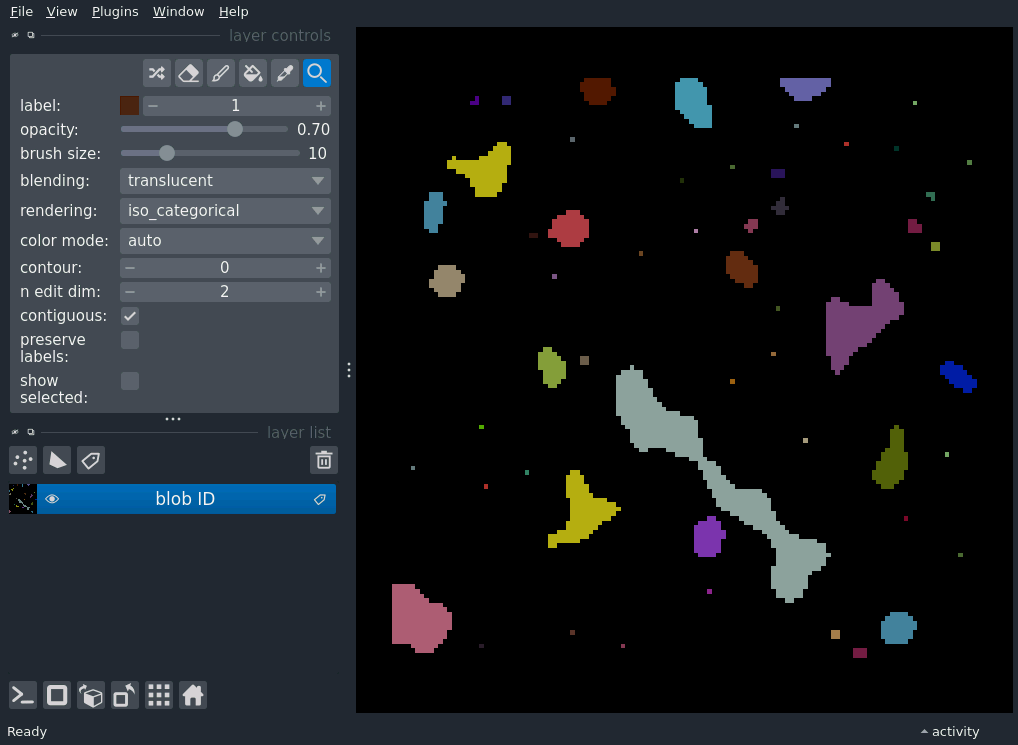 File View Plugins Window Help
layer controls
label: 1
opacity: 0.70
brush size: 10
blending: translucent
rendering: iso_categorical
color mode: auto
contour: 0
n edit dim: 2
contiguous:
preserve
labels:
show
selected:
layer list
blob ID
Ready
activity